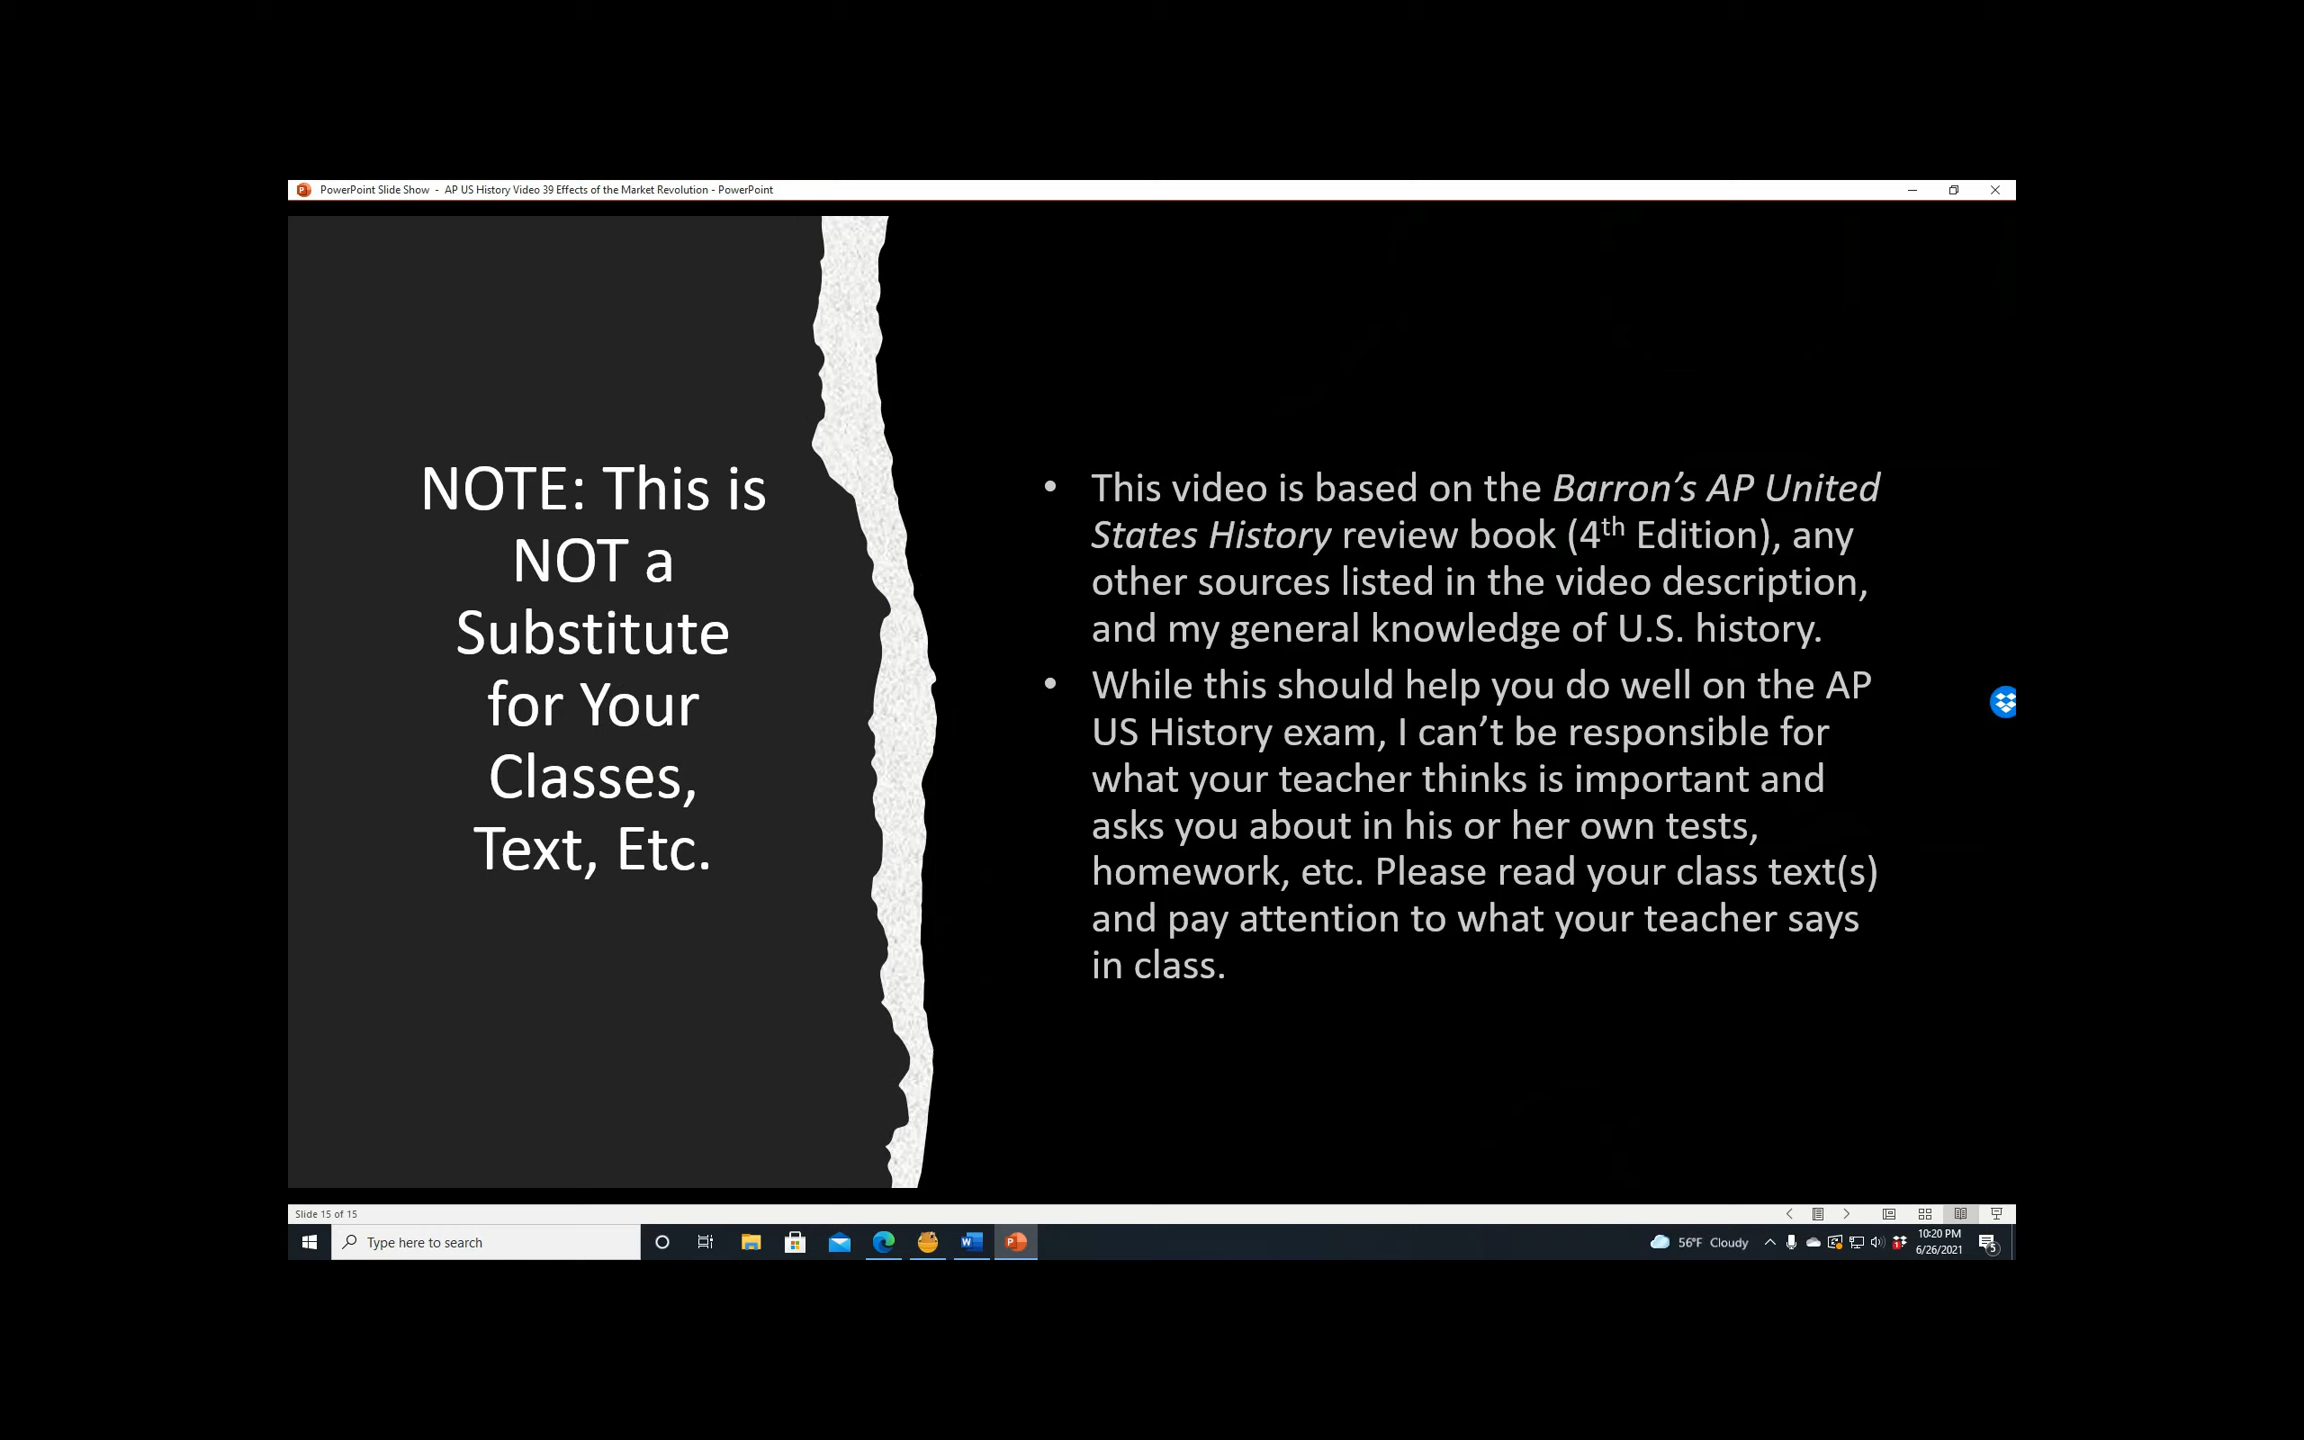 PowerPoint Slide Show - AP US History Video 39 Effects of the Market Revolution - PowerPoint
NOTE: This is
NOT a
Substitute
for Your
Classes,
Text, Etc.
• This video is based on the Barron’s AP United
States History review book (4th Edition), any
other sources listed in the video description,
and my general knowledge of U.S. history.
• While this should help you do well on the AP
US History exam, I can’t be responsible for
what your teacher thinks is important and
asks you about in his or her own tests,
homework, etc. Please read your class text(s)
and pay attention to what your teacher says
in class.
Slide 15 of 15
Type here to search
56°F Cloudy
10:20 PM
6/26/2021
5